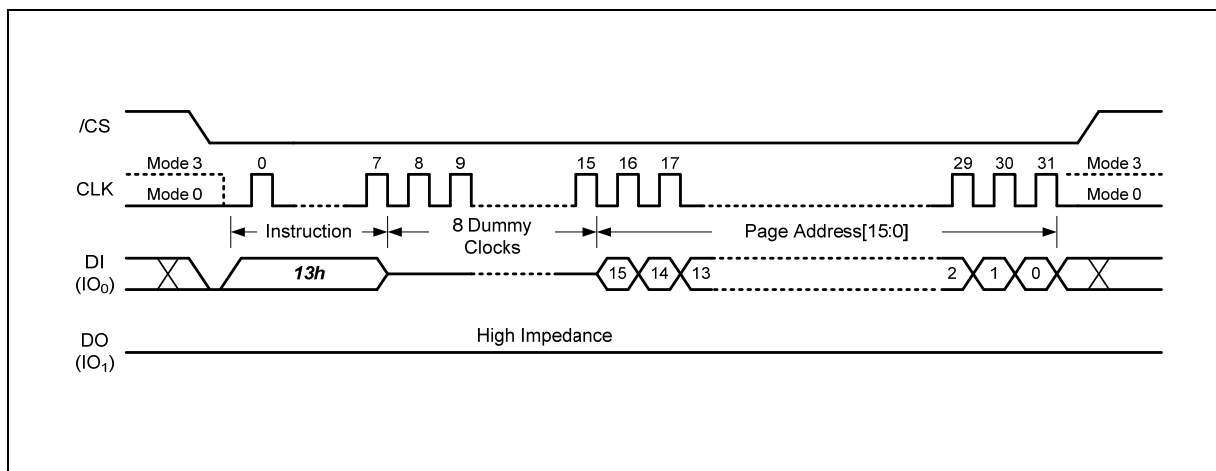 /CS
Mode 3 0 7 8 9 15 16 17 29 30 31 Mode 3
CLK
Mode 0 Mode 0
Instruction 8 Dummy Clocks Page Address[15:0]
DI
(IO0)
13h 15 14 13 2 1 0
DO
(IO1)
High Impedance